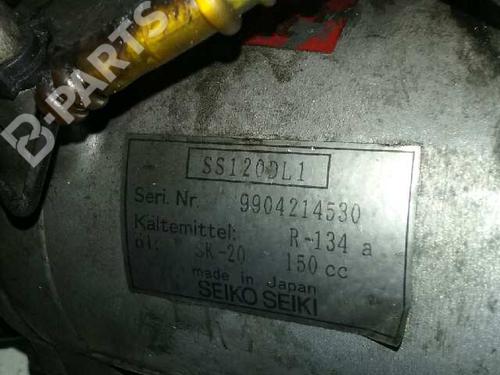 B-PARTS
SS120DL1
Seri. Nr. 9904214530
Kältemittel: R-134 a
öl: SK-20 150 cc
made in Japan
SEIKO SEIKI